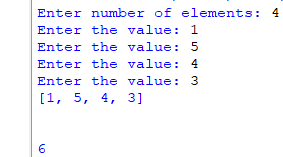 Enter number of elements: 4
Enter the value: 1
Enter the value: 5
Enter the value: 4
Enter the value: 3
[1, 5, 4, 3]
6